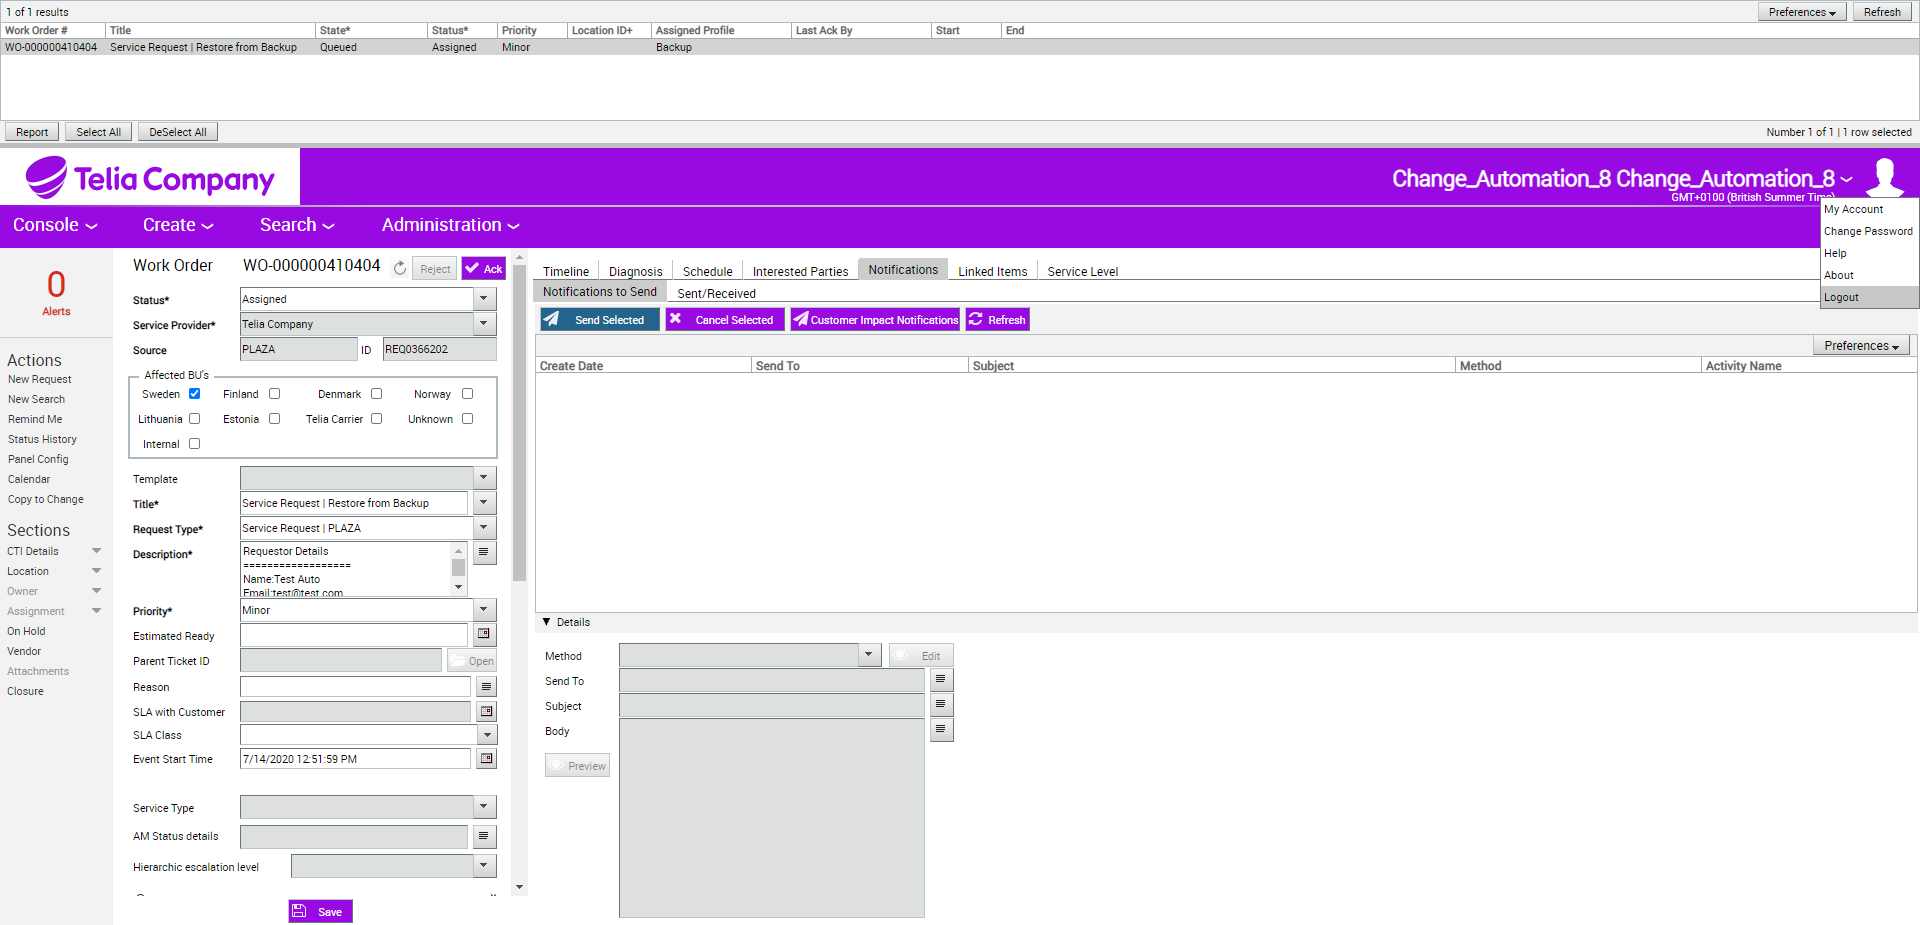 1 of 1 results
Preferences
Refresh
Work Order # Title State* Status* Priority Location ID+ Assigned Profile Last Ack By Start End
WO-000000410404 Service Request | Restore from Backup Queued Assigned Minor Backup
Report Select All DeSelect All
Number 1 of 1 | 1 row selected
Telia Company
Change_Automation_8 Change_Automation_8
GMT+0100 (British Summer Time)
My Account
Change Password
Help
About
Logout
Console Create Search Administration
0
Alerts
Actions
New Request
New Search
Remind Me
Status History
Panel Config
Calendar
Copy to Change
Sections
CTI Details
Location
Owner
Assignment
On Hold
Vendor
Attachments
Closure
Work Order WO-000000410404 Reject Ack
Status* Assigned
Service Provider* Telia Company
Source PLAZA ID REQ0366202
Affected BU's
Sweden Finland Denmark Norway
Lithuania Estonia Telia Carrier Unknown
Internal
Template
Title* Service Request | Restore from Backup
Request Type* Service Request | PLAZA
Description* Requestor Details
==================
Name:Test Auto
Email:test@test.com
Priority* Minor
Estimated Ready
Parent Ticket ID Open
Reason
SLA with Customer
SLA Class
Event Start Time 7/14/2020 12:51:59 PM
Service Type
AM Status details
Hierarchic escalation level
Save
Timeline Diagnosis Schedule Interested Parties Notifications Linked Items Service Level
Notifications to Send Sent/Received
Send Selected Cancel Selected Customer Impact Notifications Refresh
Preferences
Create Date Send To Subject Method Activity Name
Details
Method Edit
Send To
Subject
Body
Preview